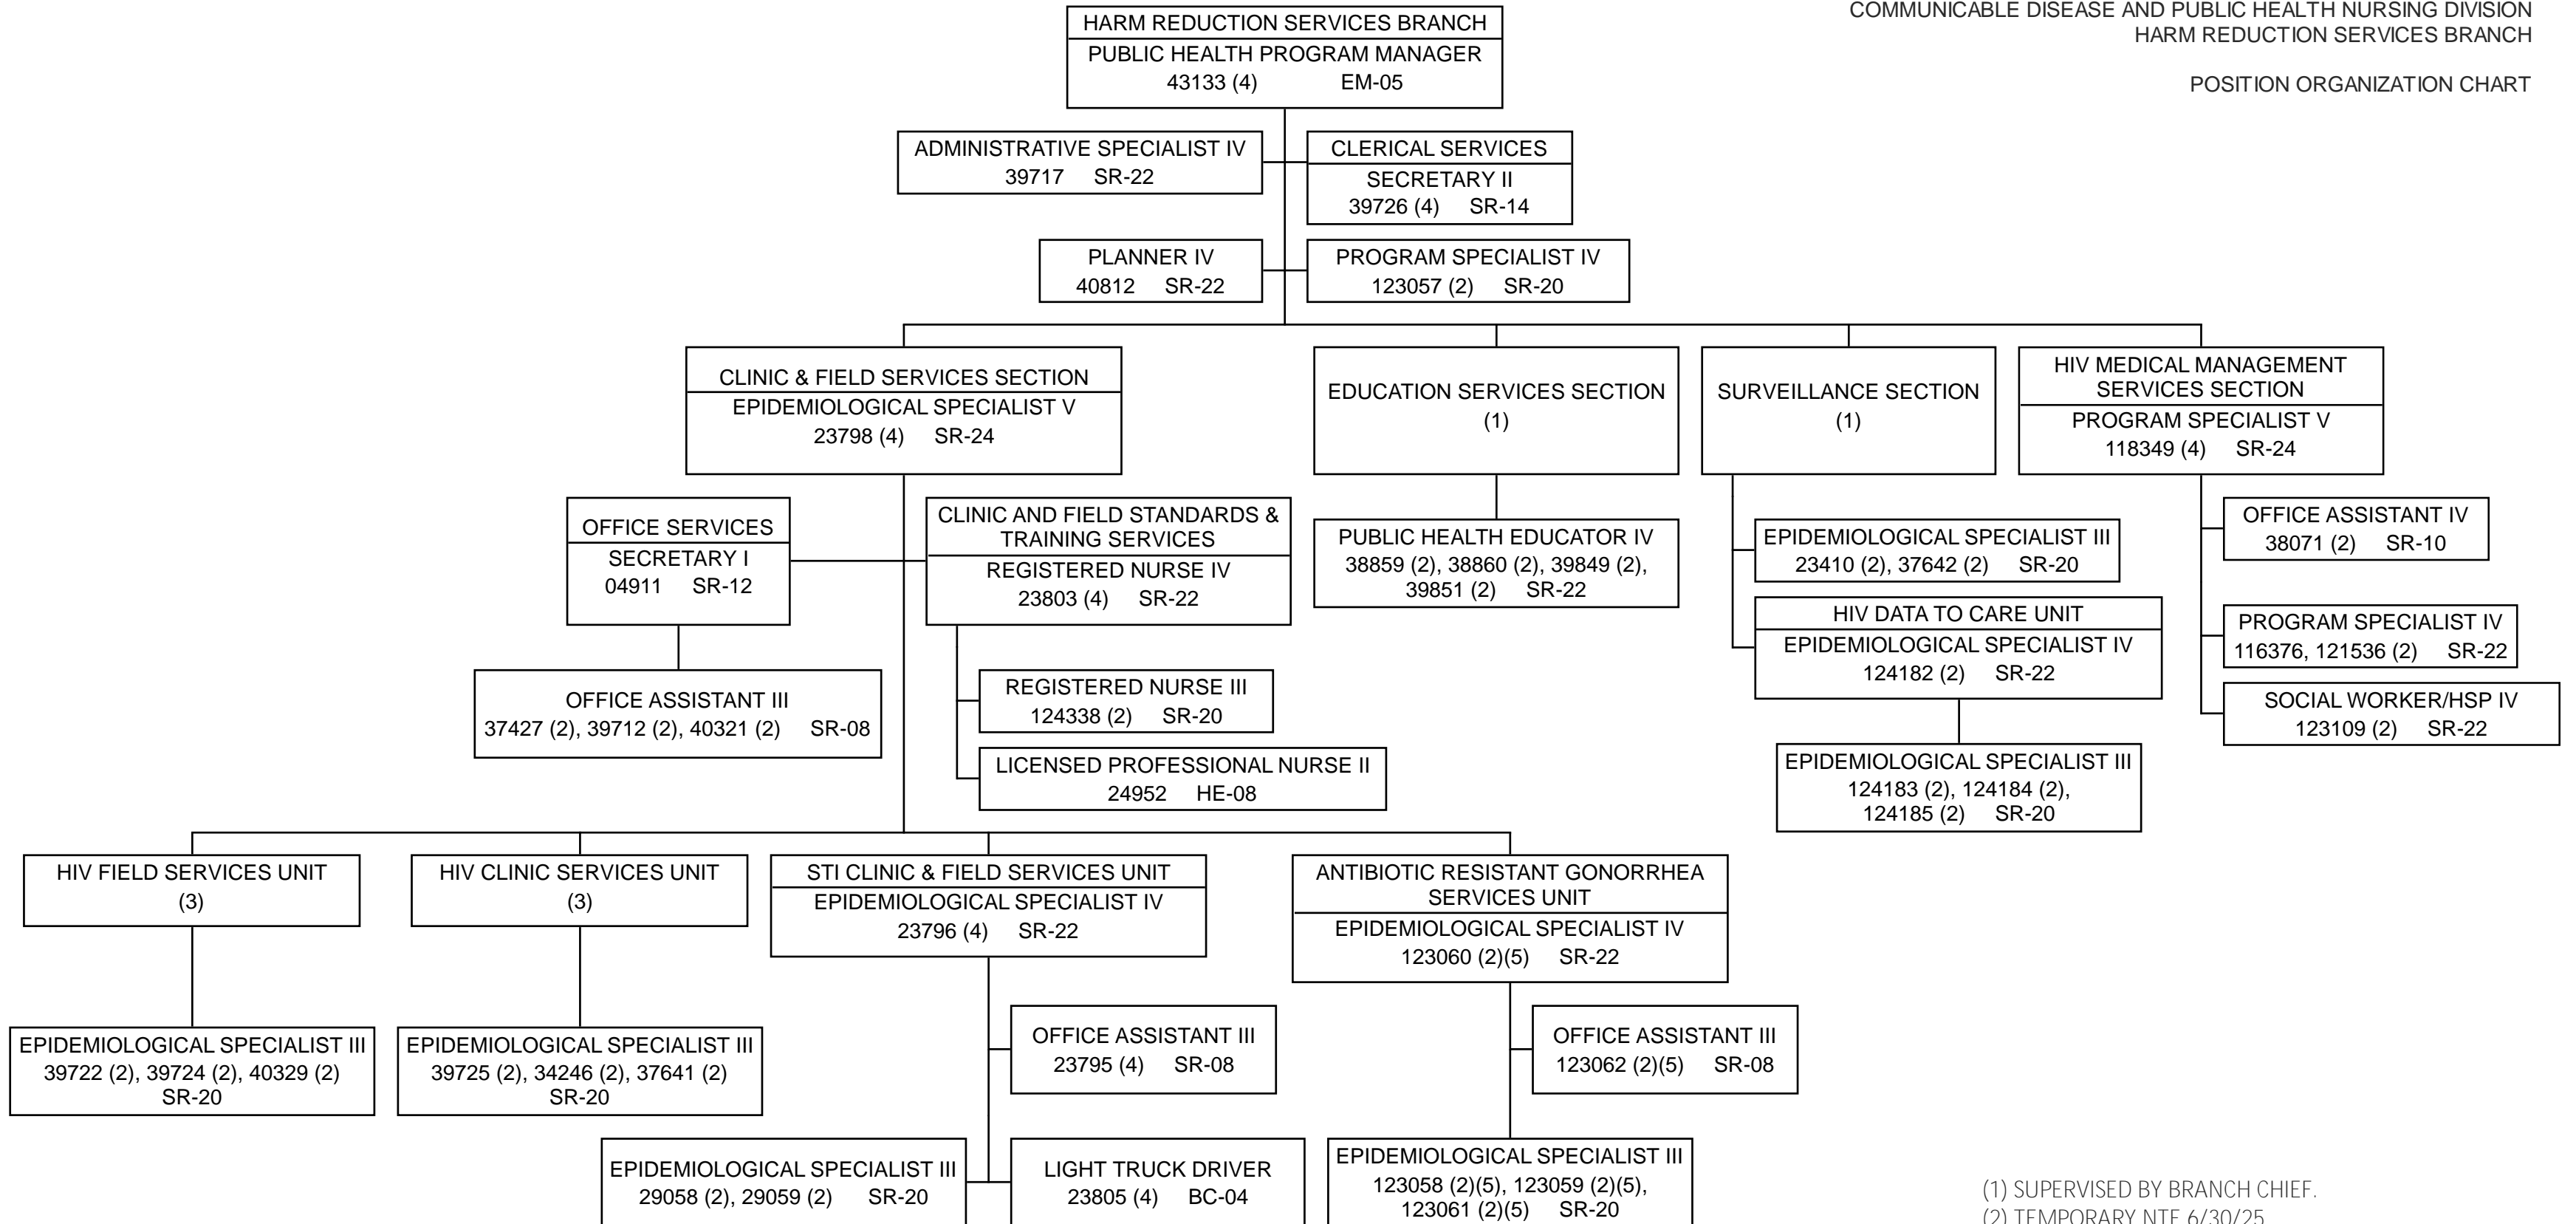 COMMUNICABLE DISEASE AND PUBLIC HEALTH NURSING DIVISION
HARM REDUCTION SERVICES BRANCH
POSITION ORGANIZATION CHART
HARM REDUCTION SERVICES BRANCH
PUBLIC HEALTH PROGRAM MANAGER
43133 (4) EM-05
ADMINISTRATIVE SPECIALIST IV
39717 SR-22
CLERICAL SERVICES
SECRETARY II
39726 (4) SR-14
PLANNER IV
40812 SR-22
PROGRAM SPECIALIST IV
123057 (2) SR-20
CLINIC & FIELD SERVICES SECTION
EPIDEMIOLOGICAL SPECIALIST V
23798 (4) SR-24
EDUCATION SERVICES SECTION
(1)
SURVEILLANCE SECTION
(1)
HIV MEDICAL MANAGEMENT
SERVICES SECTION
PROGRAM SPECIALIST V
118349 (4) SR-24
OFFICE SERVICES
SECRETARY I
04911 SR-12
CLINIC AND FIELD STANDARDS &
TRAINING SERVICES
REGISTERED NURSE IV
23803 (4) SR-22
PUBLIC HEALTH EDUCATOR IV
38859 (2), 38860 (2), 39849 (2),
39851 (2) SR-22
EPIDEMIOLOGICAL SPECIALIST III
23410 (2), 37642 (2) SR-20
OFFICE ASSISTANT IV
38071 (2) SR-10
HIV DATA TO CARE UNIT
EPIDEMIOLOGICAL SPECIALIST IV
124182 (2) SR-22
PROGRAM SPECIALIST IV
116376, 121536 (2) SR-22
OFFICE ASSISTANT III
37427 (2), 39712 (2), 40321 (2) SR-08
REGISTERED NURSE III
124338 (2) SR-20
SOCIAL WORKER/HSP IV
123109 (2) SR-22
LICENSED PROFESSIONAL NURSE II
24952 HE-08
EPIDEMIOLOGICAL SPECIALIST III
124183 (2), 124184 (2),
124185 (2) SR-20
HIV FIELD SERVICES UNIT
(3)
HIV CLINIC SERVICES UNIT
(3)
STI CLINIC & FIELD SERVICES UNIT
EPIDEMIOLOGICAL SPECIALIST IV
23796 (4) SR-22
ANTIBIOTIC RESISTANT GONORRHEA
SERVICES UNIT
EPIDEMIOLOGICAL SPECIALIST IV
123060 (2)(5) SR-22
EPIDEMIOLOGICAL SPECIALIST III
39722 (2), 39724 (2), 40329 (2)
SR-20
EPIDEMIOLOGICAL SPECIALIST III
39725 (2), 34246 (2), 37641 (2)
SR-20
OFFICE ASSISTANT III
23795 (4) SR-08
OFFICE ASSISTANT III
123062 (2)(5) SR-08
EPIDEMIOLOGICAL SPECIALIST III
29058 (2), 29059 (2) SR-20
LIGHT TRUCK DRIVER
23805 (4) BC-04
EPIDEMIOLOGICAL SPECIALIST III
123058 (2)(5), 123059 (2)(5),
123061 (2)(5) SR-20
(1) SUPERVISED BY BRANCH CHIEF.
(2) TEMPORARY NTE 6/30/25